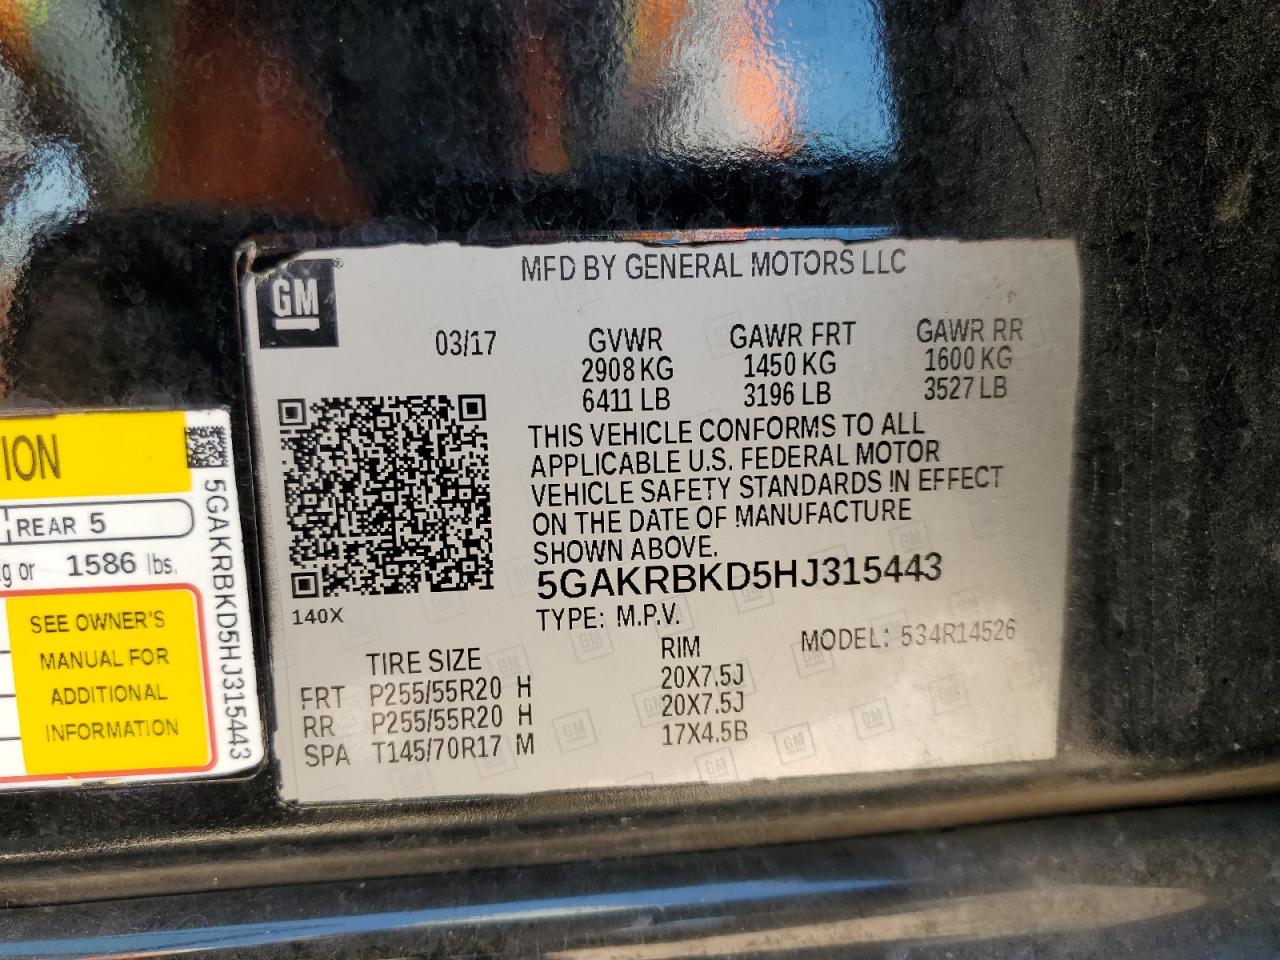 GM
MFD BY GENERAL MOTORS LLC
03/17
GVWR GAWR FRT GAWR RR
2908 KG 1450 KG 1600 KG
6411 LB 3196 LB 3527 LB
THIS VEHICLE CONFORMS TO ALL
APPLICABLE U.S. FEDERAL MOTOR
VEHICLE SAFETY STANDARDS IN EFFECT
ON THE DATE OF MANUFACTURE
SHOWN ABOVE.
5GAKRBKD5HJ315443
140X
TYPE: M.P.V.
MODEL: 534R14526
TIRE SIZE RIM
FRT P255/55R20 H 20X7.5J
RR P255/55R20 H 20X7.5J
SPA T145/70R17 M 17X4.5B
ION
REAR 5
g or 1586 lbs.
SEE OWNER'S
MANUAL FOR
ADDITIONAL
INFORMATION
5GAKRBKD5HJ315443